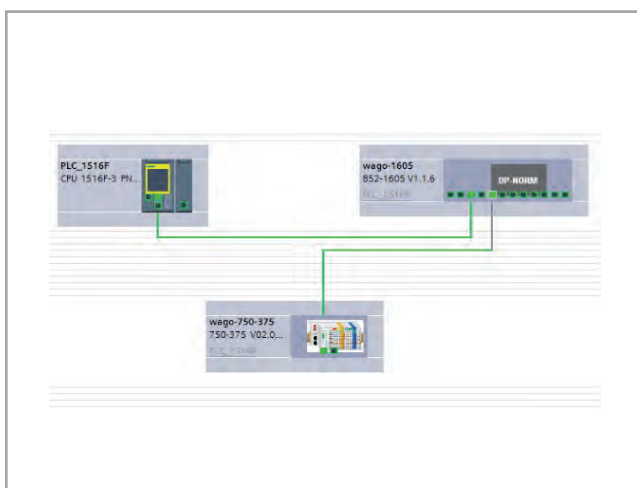 PLC_1516F
CPU 1516F-3 PN...
wago-1605
852-1605 V1.1.6
PLC_1516F
DP-NORM
wago-750-375
750-375 V02.0...
PLC_1516F